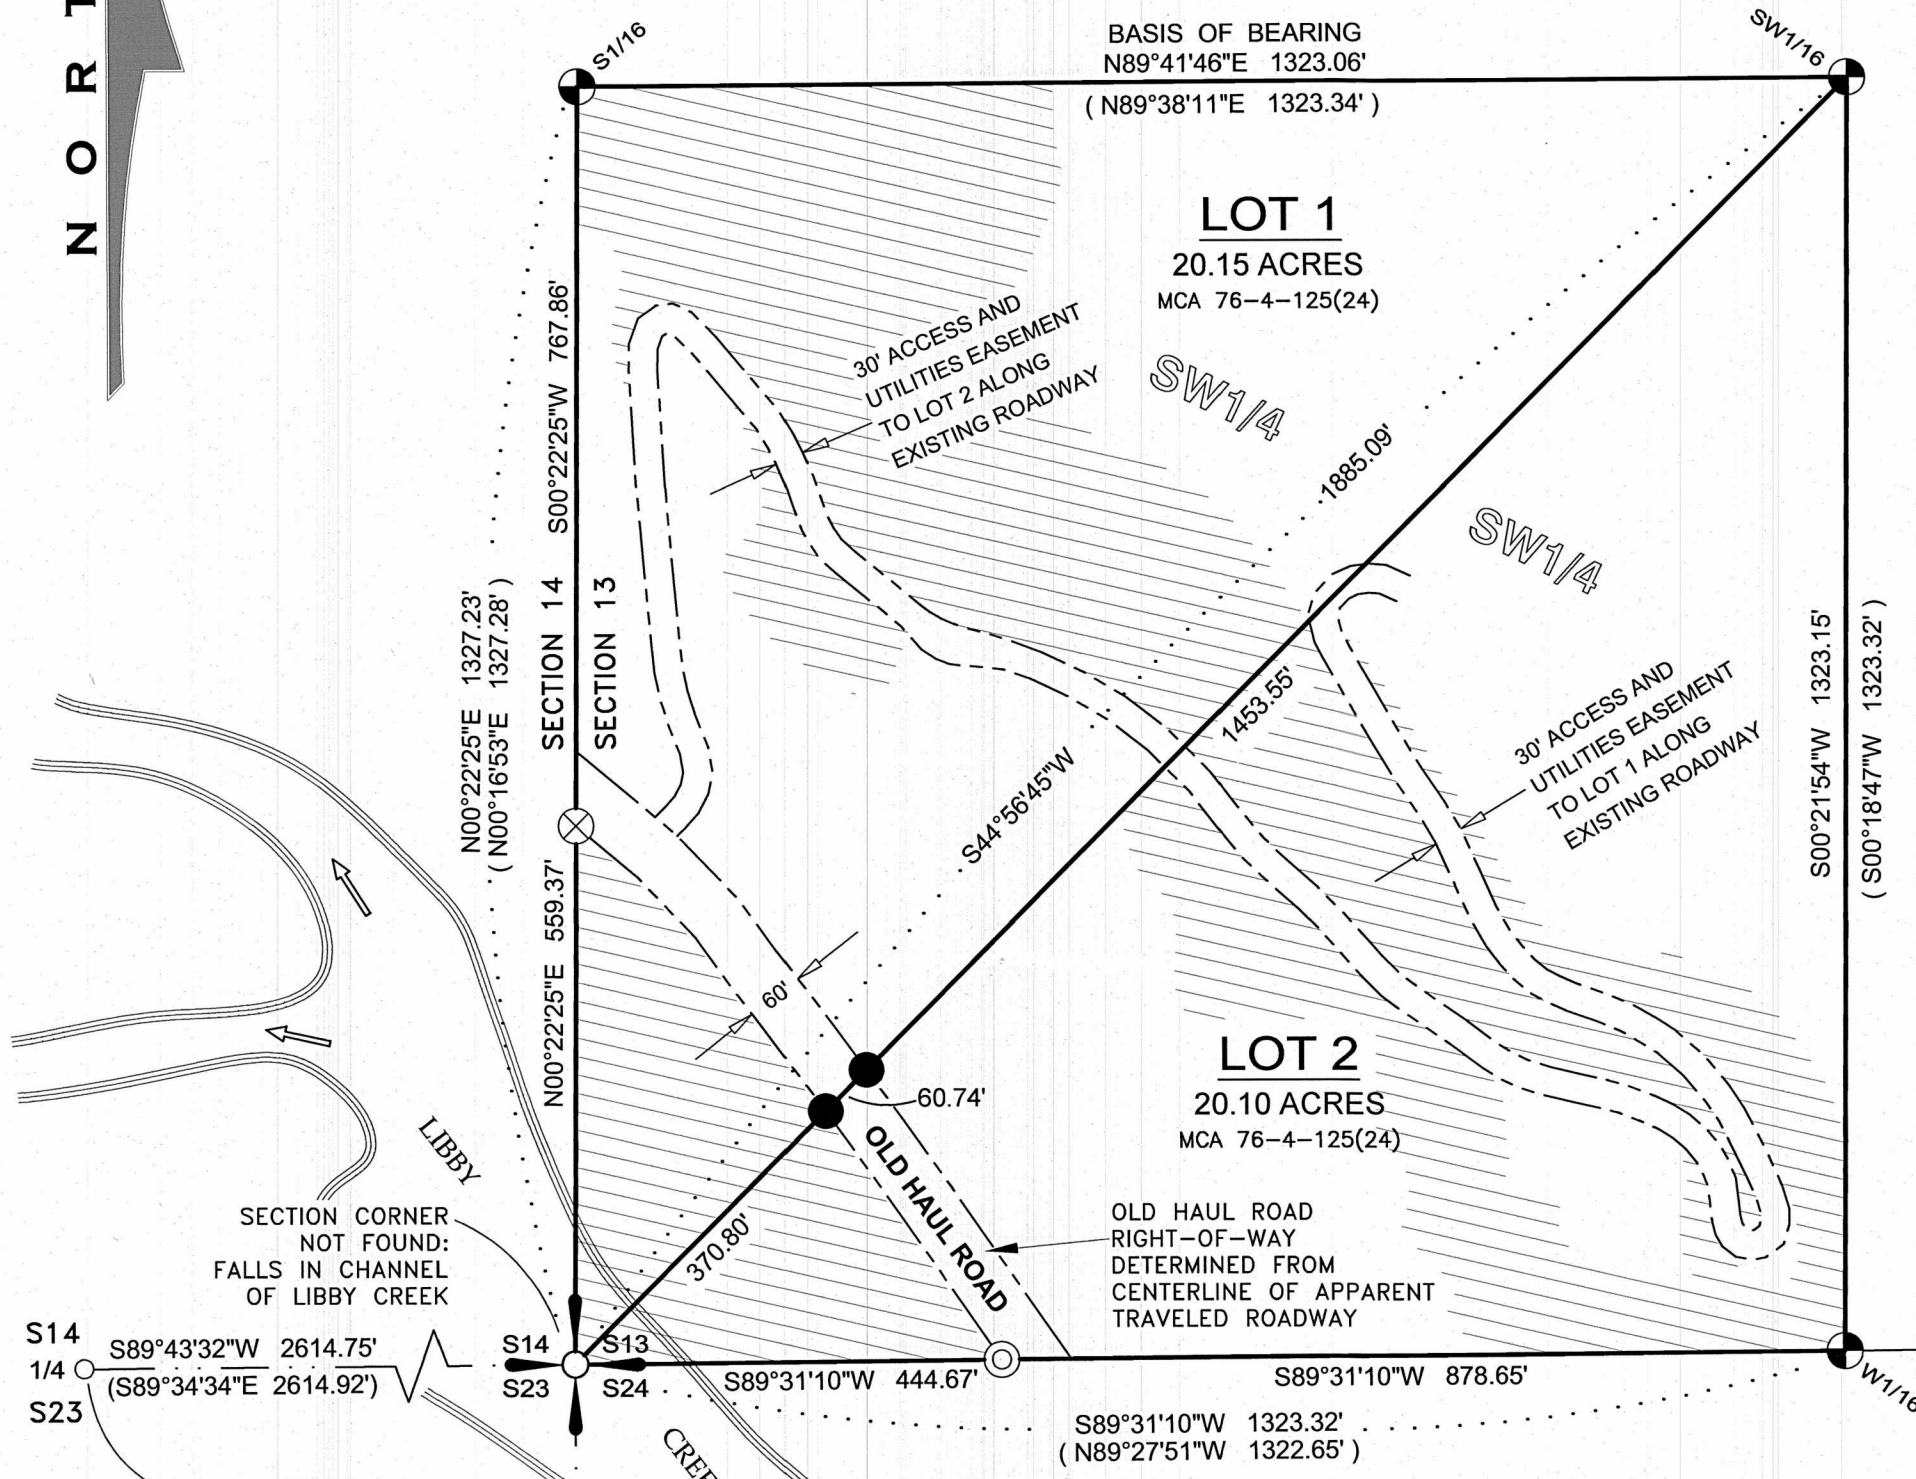 NORT
S1/16
BASIS OF BEARING
N89°41'46"E 1323.06'
( N89°38'11"E 1323.34' )
SW1/16
LOT 1
20.15 ACRES
MCA 76-4-125(24)
30' ACCESS AND
UTILITIES EASEMENT
TO LOT 2 ALONG
EXISTING ROADWAY
SW1/4
SW1/4
1885.09'
S00°22'25"W 767.86'
SECTION 14
SECTION 13
N00°22'25"E 1327.23'
( N00°16'53"E 1327.28' )
1453.55'
S44°56'45"W
30' ACCESS AND
UTILITIES EASEMENT
TO LOT 1 ALONG
EXISTING ROADWAY
S00°21'54"W 1323.15'
( S00°18'47"W 1323.32' )
N00°22'25"E 559.37'
60'
60.74'
LOT 2
20.10 ACRES
MCA 76-4-125(24)
OLD HAUL ROAD
370.80'
OLD HAUL ROAD
RIGHT-OF-WAY
DETERMINED FROM
CENTERLINE OF APPARENT
TRAVELED ROADWAY
LIBBY
SECTION CORNER
NOT FOUND:
FALLS IN CHANNEL
OF LIBBY CREEK
S14
1/4
S23
S89°43'32"W 2614.75'
(S89°34'34"E 2614.92')
S14 S13
S23 S24
S89°31'10"W 444.67'
S89°31'10"W 878.65'
W1/16
S89°31'10"W 1323.32'
( N89°27'51"W 1322.65' )